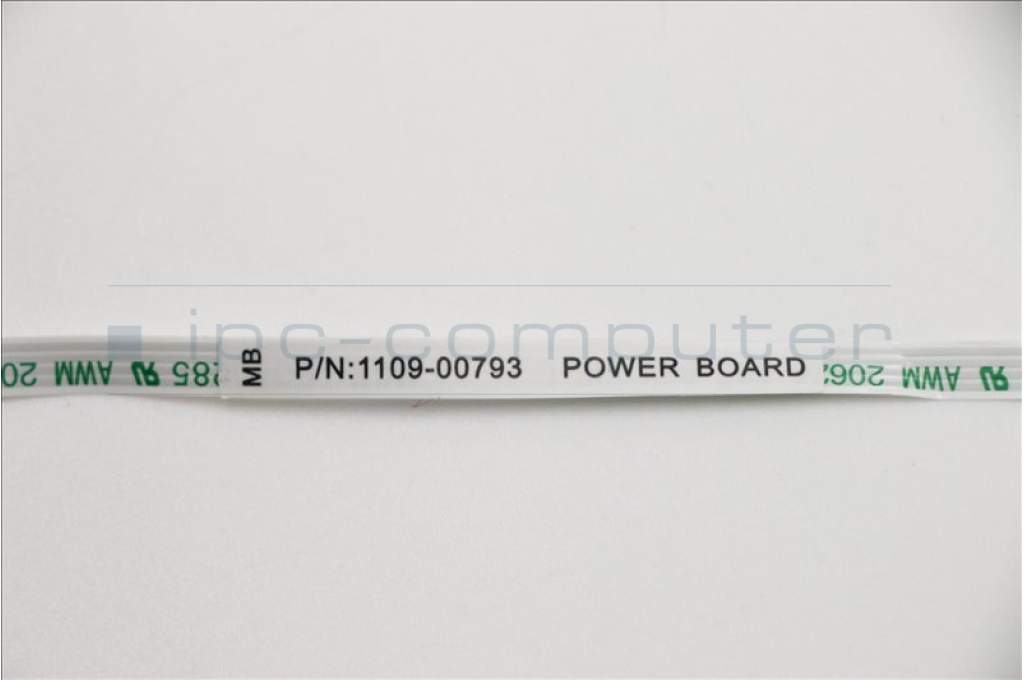 ipc-computer
MB P/N:1109-00793 POWER BOARD
AWM
AWM